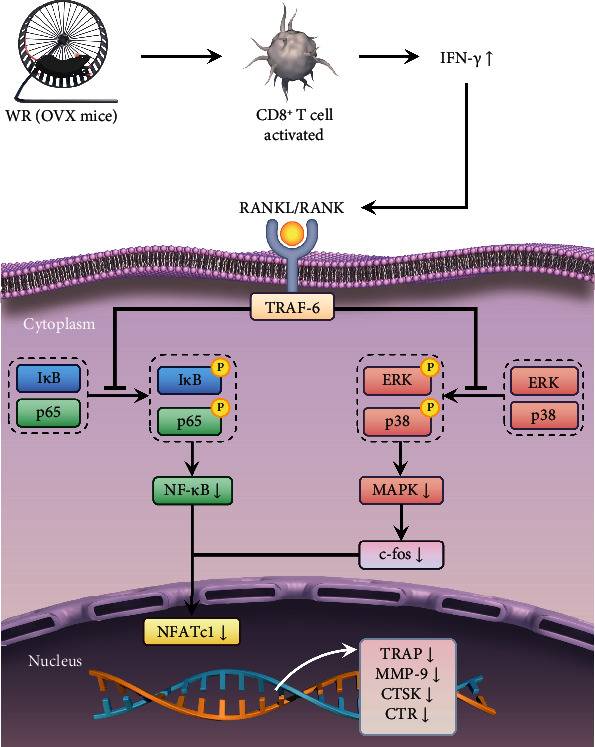 WR (OVX mice)
CD8⁺ T cell
activated
IFN-γ ↑
RANKL/RANK
TRAF-6
Cytoplasm
IκB
p65
IκB
P
p65
P
ERK
P
p38
P
ERK
p38
NF-κB ↓
MAPK ↓
c-fos ↓
NFATc1 ↓
Nucleus
TRAP ↓
MMP-9 ↓
CTSK ↓
CTR ↓